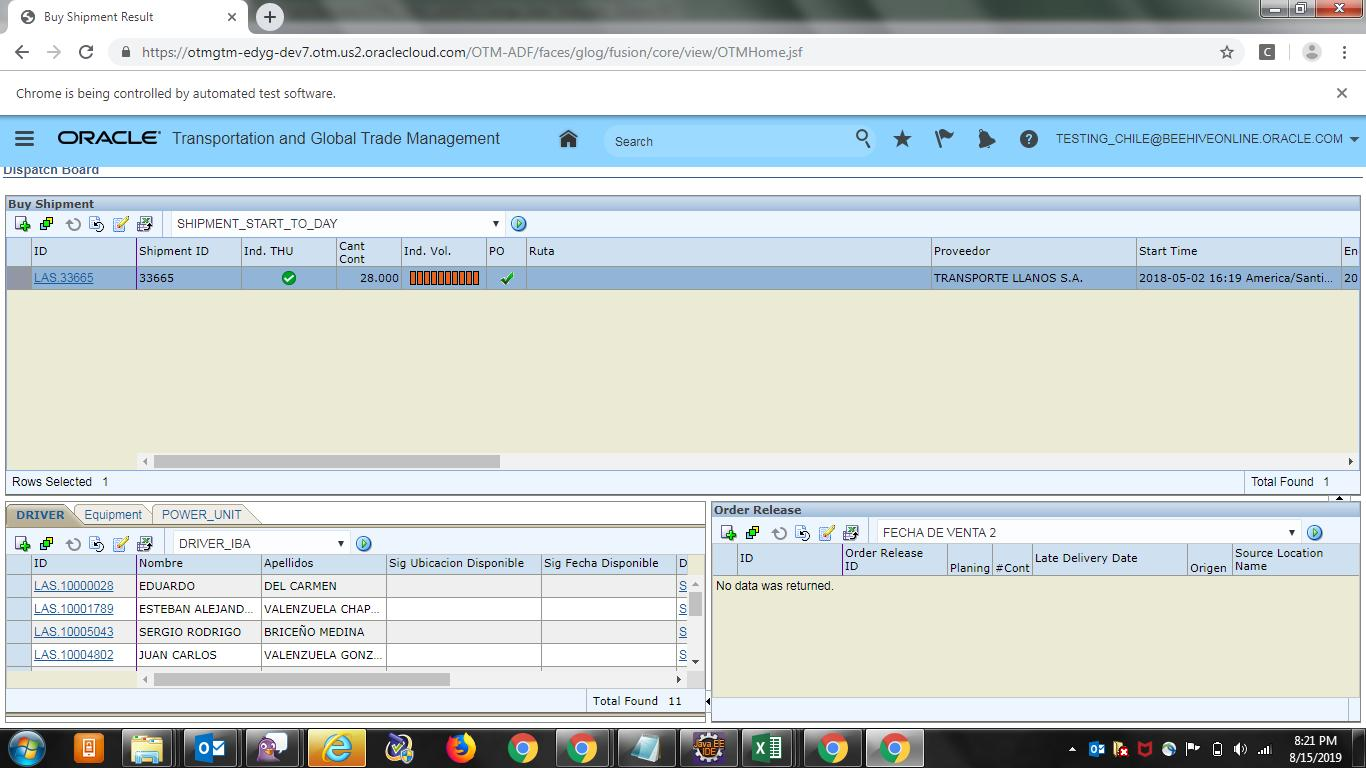 Buy Shipment Result
https://otmgtm-edyg-dev7.otm.us2.oraclecloud.com/OTM-ADF/faces/glog/fusion/core/view/OTMHome.jsf
C
Chrome is being controlled by automated test software.
ORACLE Transportation and Global Trade Management Search TESTING_CHILE@BEEHIVEONLINE.ORACLE.COM
Dispatch Board
Buy Shipment
SHIPMENT_START_TO_DAY
ID Shipment ID Ind. THU Cant Cont Ind. Vol. PO Ruta Proveedor Start Time En
LAS.33665 33665 28.000 TRANSPORTE LLANOS S.A. 2018-05-02 16:19 America/Santi... 20
Rows Selected 1 Total Found 1
DRIVER Equipment POWER_UNIT
DRIVER_IBA
ID Nombre Apellidos Sig Ubicacion Disponible Sig Fecha Disponible D
LAS.10000028 EDUARDO DEL CARMEN S
LAS.10001789 ESTEBAN ALEJAND... VALENZUELA CHAP... S
LAS.10005043 SERGIO RODRIGO BRICEÑO MEDINA S
LAS.10004802 JUAN CARLOS VALENZUELA GONZ... S
Total Found 11
Order Release
FECHA DE VENTA 2
ID Order Release ID Planing #Cont Late Delivery Date Origen Source Location Name
No data was returned.
Java EE IDE
8:21 PM
8/15/2019